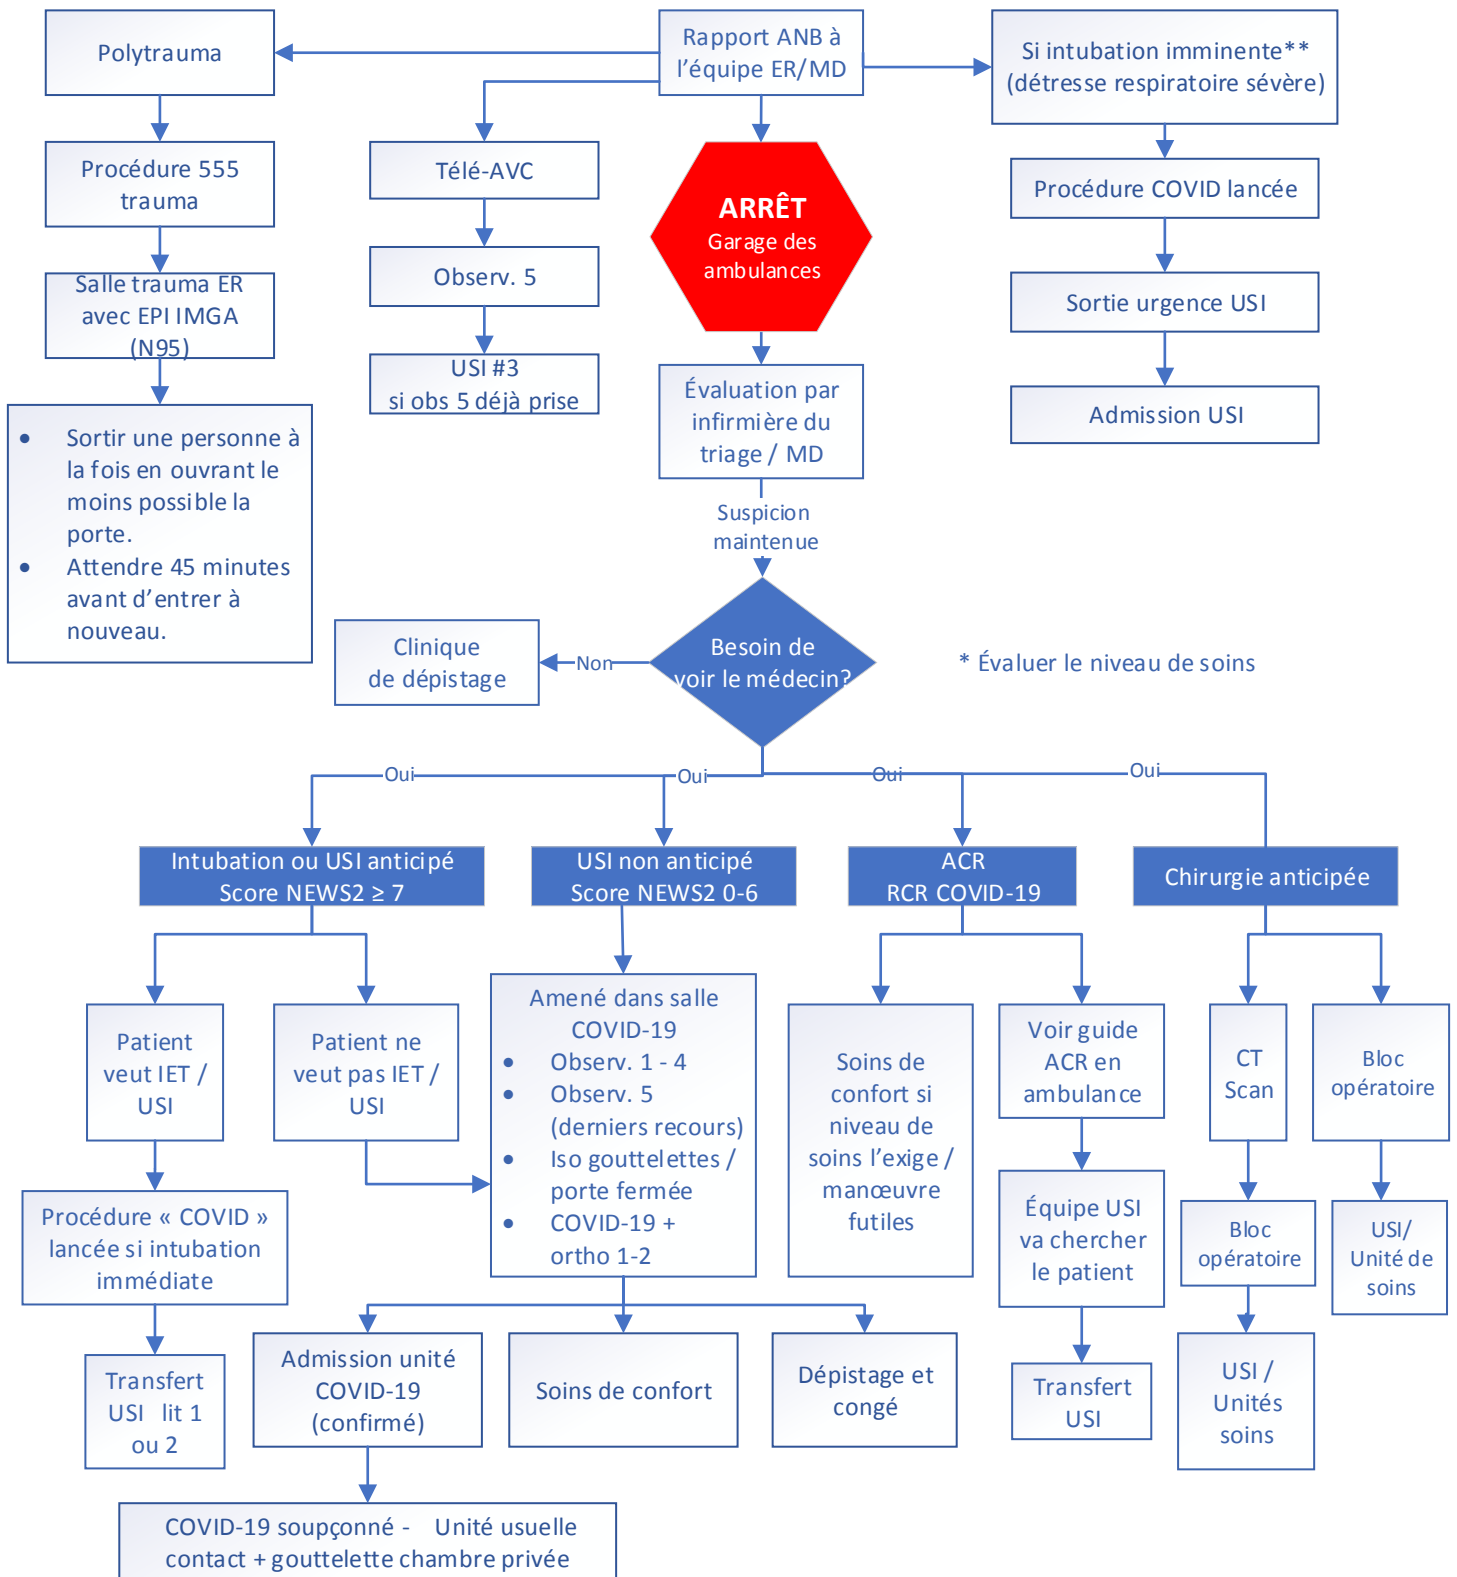 Polytrauma
Rapport ANB à
l'équipe ER/MD
Si intubation imminente**
(détresse respiratoire sévère)
Procédure 555
trauma
Télé-AVC
ARRÊT
Garage des
ambulances
Procédure COVID lancée
Salle trauma ER
avec EPI IMGA
(N95)
Observ. 5
Sortie urgence USI
USI #3
si obs 5 déjà prise
Évaluation par
infirmière du
triage / MD
Admission USI
• Sortir une personne à
la fois en ouvrant le
moins possible la
porte.
• Attendre 45 minutes
avant d'entrer à
nouveau.
Suspicion
maintenue
Clinique
de dépistage
Non
Besoin de
voir le médecin?
* Évaluer le niveau de soins
Oui
Oui
Oui
Oui
Intubation ou USI anticipé
Score NEWS2 ≥ 7
USI non anticipé
Score NEWS2 0-6
ACR
RCR COVID-19
Chirurgie anticipée
Patient
veut IET /
USI
Patient ne
veut pas IET /
USI
Amené dans salle
COVID-19
• Observ. 1 - 4
• Observ. 5
(derniers recours)
• Iso gouttelettes /
porte fermée
• COVID-19 +
ortho 1-2
Soins de
confort si
niveau de
soins l'exige /
manœuvre
futiles
Voir guide
ACR en
ambulance
CT
Scan
Bloc
opératoire
Procédure « COVID »
lancée si intubation
immédiate
Équipe USI
va chercher
le patient
Bloc
opératoire
USI/
Unité de
soins
Transfert
USI lit 1
ou 2
Admission unité
COVID-19
(confirmé)
Soins de confort
Dépistage et
congé
Transfert
USI
USI /
Unités
soins
COVID-19 soupçonné - Unité usuelle
contact + gouttelette chambre privée